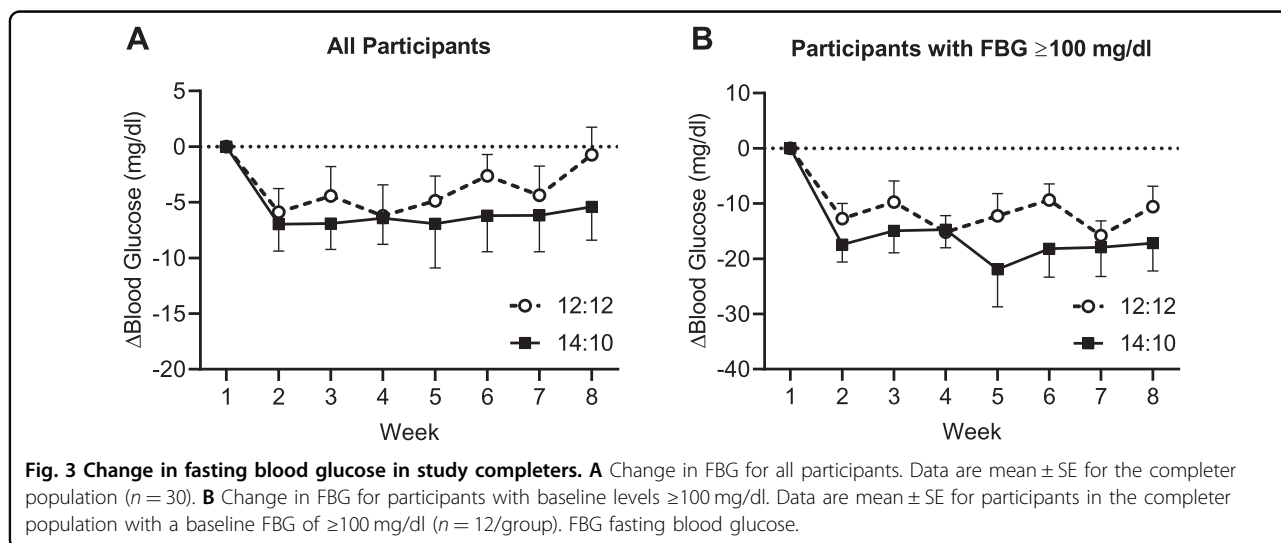 A
All Participants
ΔBlood Glucose (mg/dl)
5
0
-5
-10
-15
-20
12:12
14:10
1 2 3 4 5 6 7 8
Week
B
Participants with FBG ≥100 mg/dl
ΔBlood Glucose (mg/dl)
10
0
-10
-20
-30
-40
12:12
14:10
1 2 3 4 5 6 7 8
Week
Fig. 3 Change in fasting blood glucose in study completers. A Change in FBG for all participants. Data are mean ± SE for the completer
population (n = 30). B Change in FBG for participants with baseline levels ≥100 mg/dl. Data are mean ± SE for participants in the completer
population with a baseline FBG of ≥100 mg/dl (n = 12/group). FBG fasting blood glucose.